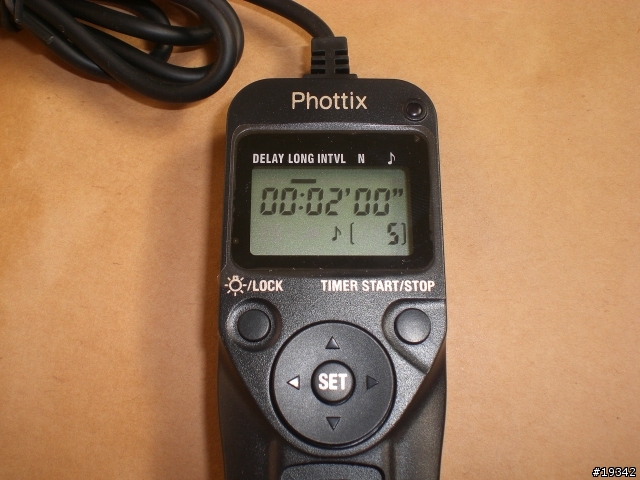 Phottix
DELAY LONG INTVL N ♪
00:02'00"
♪ [ 5]
/LOCK TIMER START/STOP
SET
#19342